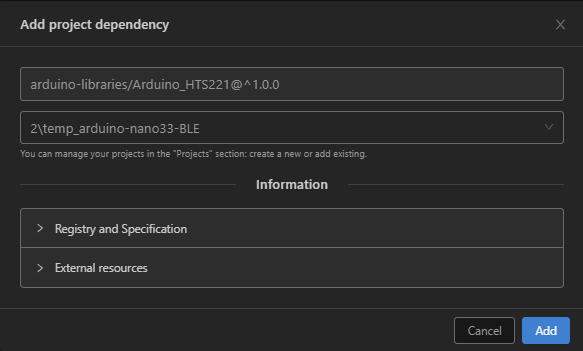 Add project dependency
arduino-libraries/Arduino_HTS221@^1.0.0
2\temp_arduino-nano33-BLE
You can manage your projects in the "Projects" section: create a new or add existing.
Information
Registry and Specification
External resources
Cancel
Add